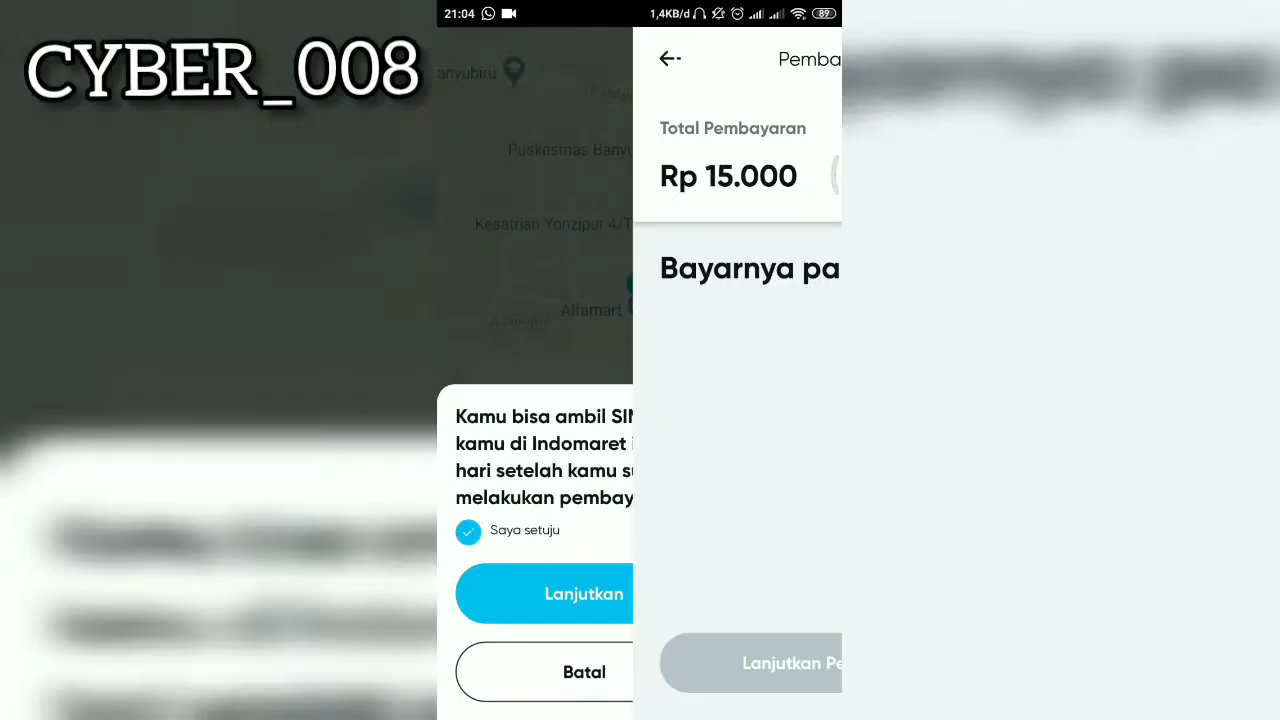 CYBER_008
21:04
1,4KB/d
89
anyubiru
Puskesmas Banyu
Kesatrian Yonzipur 4/T
Alfamart
Kamu bisa ambil SIM
kamu di Indomaret
hari setelah kamu su
melakukan pembay
Saya setuju
Lanjutkan
Batal
Pemba
Total Pembayaran
Rp 15.000
Bayarnya pa
Lanjutkan Pe